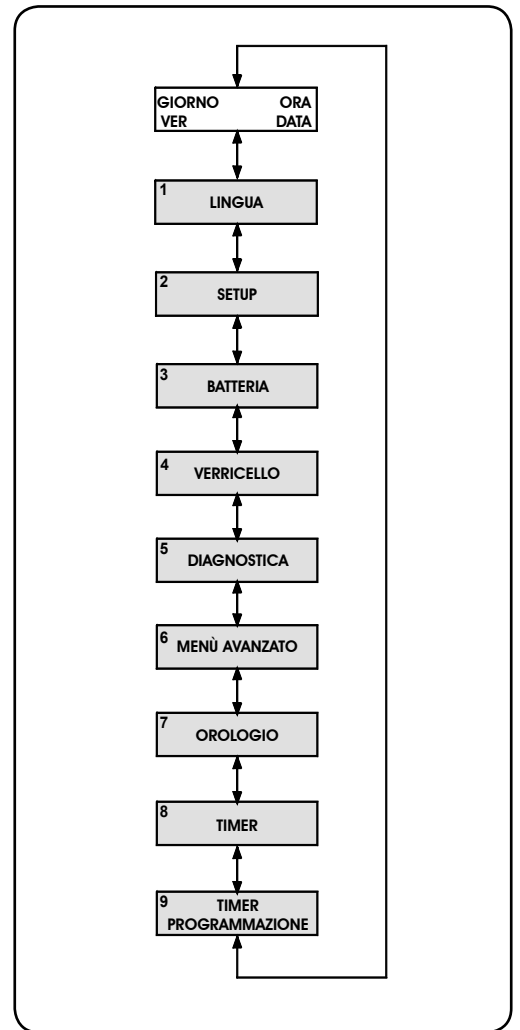 GIORNO ORA
VER DATA
1
LINGUA
2
SETUP
3
BATTERIA
4
VERRICELLO
5
DIAGNOSTICA
6
MENÙ AVANZATO
7
OROLOGIO
8
TIMER
9
TIMER
PROGRAMMAZIONE